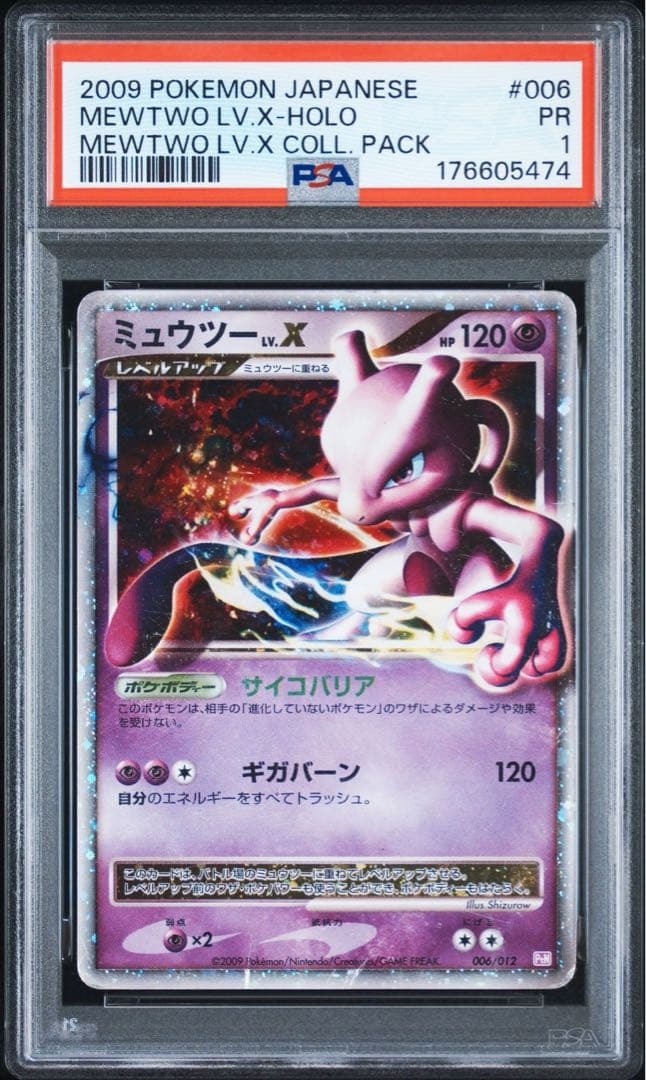 2009 POKEMON JAPANESE #006
MEWTWO LV.X-HOLO PR
MEWTWO LV.X COLL. PACK 1
PSA 176605474
ミュウツー LV.X HP 120
レベルアップ ミュウツーに重ねる
ポケボディー サイコバリア
このポケモンは、相手の「進化していないポケモン」のワザによるダメージや効果
を受けない。
ギガバーン 120
自分のエネルギーをすべてトラッシュ。
このカードは、バトル場のミュウツーに重ねてレベルアップさせる。
レベルアップ前のワザ・ポケパワーも使うことができ、ポケボディーもはたらく。
Illus. Shizurow
弱点 抵抗力 にげる
×2
©2009 Pokémon/Nintendo/Creatures/GAME FREAK. 006/012 PtM
PSA